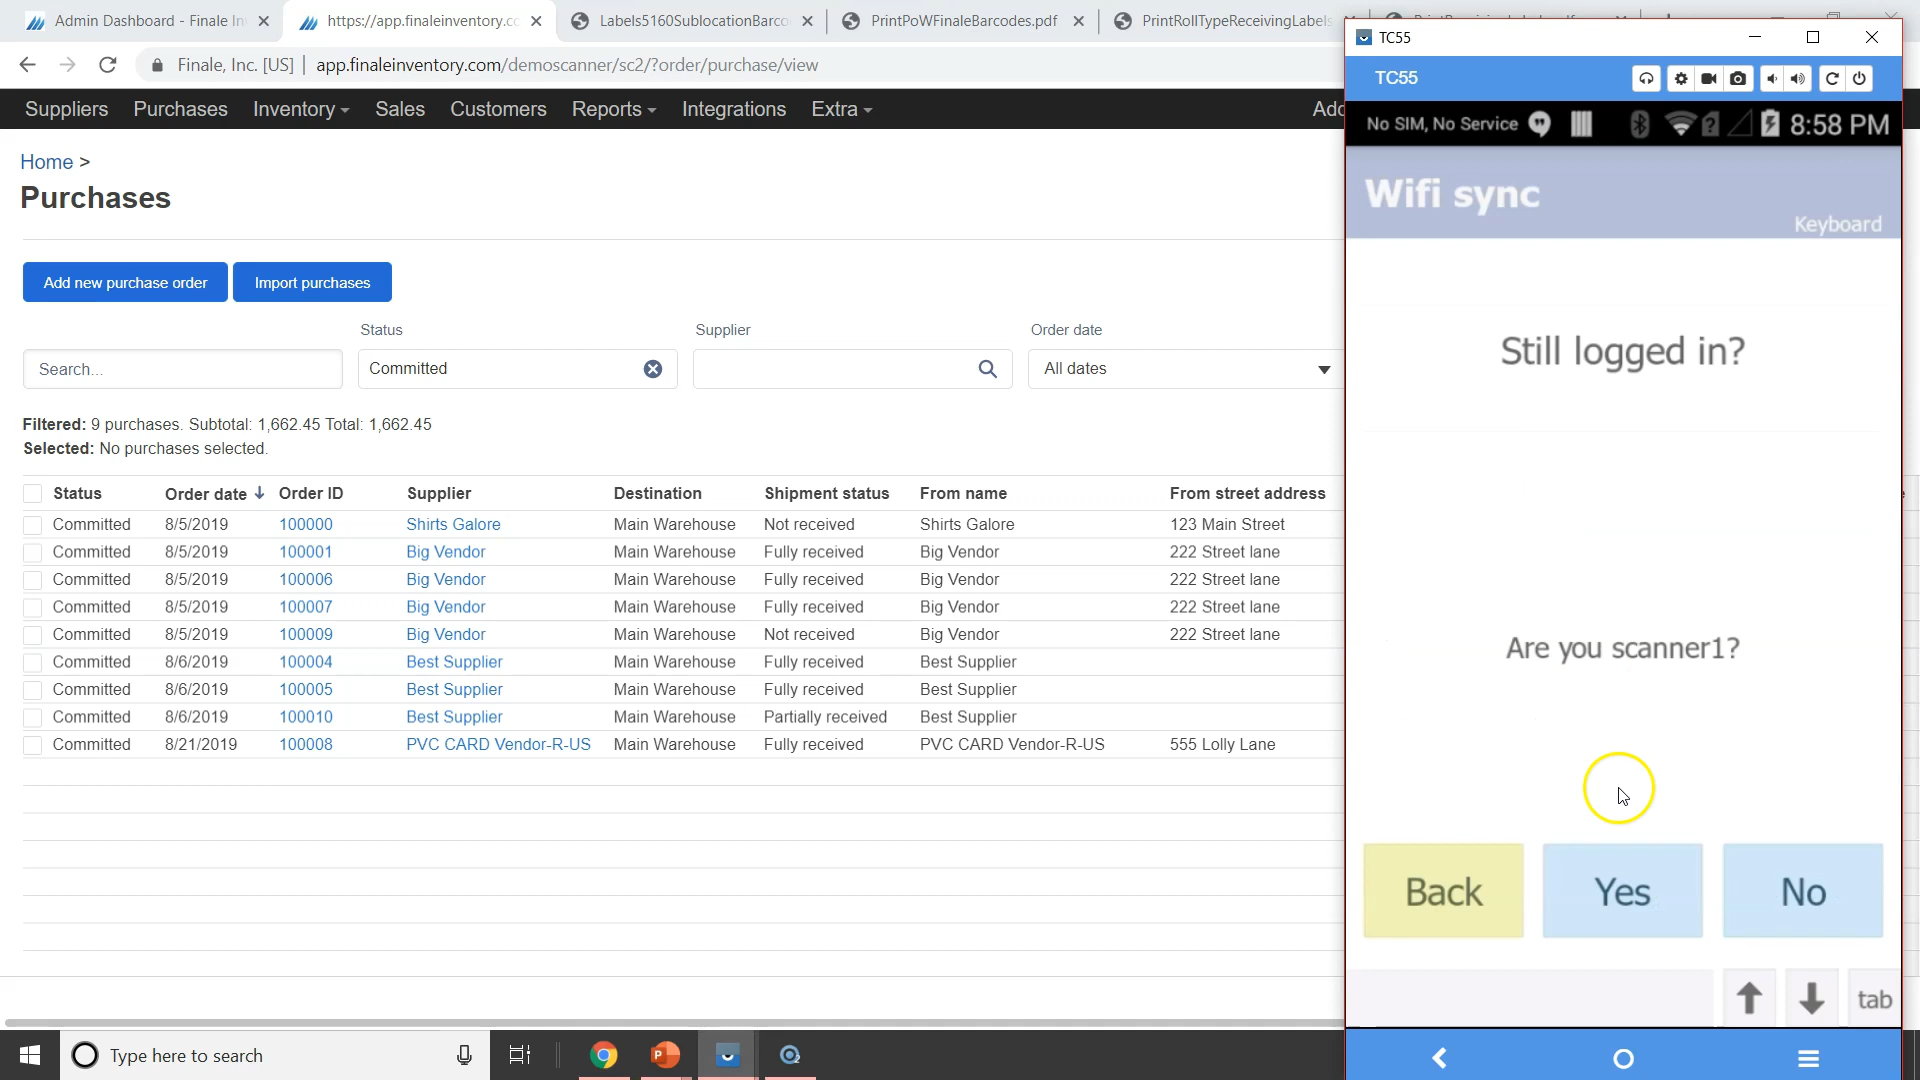 Admin Dashboard - Finale In
https://app.finaleinventory.co
Labels5160SublocationBarco
PrintPoWFinaleBarcodes.pdf
PrintRollTypeReceivingLabels
Finale, Inc. [US] app.finaleinventory.com/demoscanner/sc2/?order/purchase/view
Suppliers Purchases Inventory Sales Customers Reports Integrations Extra
Home >
Purchases
Add new purchase order Import purchases
Status Supplier Order date
Search... Committed All dates
Filtered: 9 purchases. Subtotal: 1,662.45 Total: 1,662.45
Selected: No purchases selected.
Status Order date Order ID Supplier Destination Shipment status From name From street address
Committed 8/5/2019 100000 Shirts Galore Main Warehouse Not received Shirts Galore 123 Main Street
Committed 8/5/2019 100001 Big Vendor Main Warehouse Fully received Big Vendor 222 Street lane
Committed 8/5/2019 100006 Big Vendor Main Warehouse Fully received Big Vendor 222 Street lane
Committed 8/5/2019 100007 Big Vendor Main Warehouse Fully received Big Vendor 222 Street lane
Committed 8/5/2019 100009 Big Vendor Main Warehouse Not received Big Vendor 222 Street lane
Committed 8/6/2019 100004 Best Supplier Main Warehouse Fully received Best Supplier
Committed 8/6/2019 100005 Best Supplier Main Warehouse Fully received Best Supplier
Committed 8/6/2019 100010 Best Supplier Main Warehouse Partially received Best Supplier
Committed 8/21/2019 100008 PVC CARD Vendor-R-US Main Warehouse Fully received PVC CARD Vendor-R-US 555 Lolly Lane
Type here to search
TC55
TC55
No SIM, No Service 8:58 PM
Wifi sync
Keyboard
Still logged in?
Are you scanner1?
Back Yes No
tab